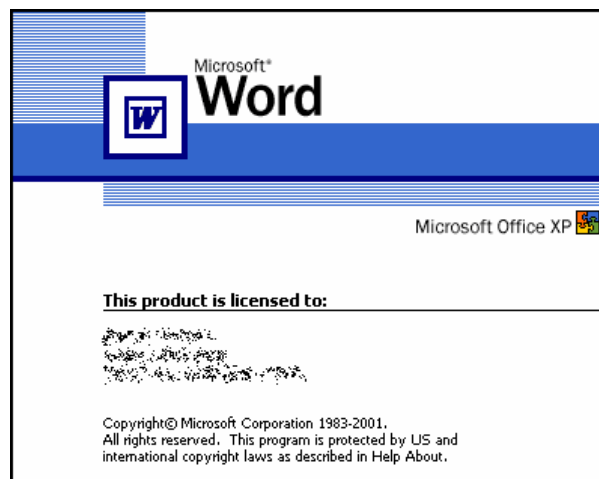 Microsoft®
Word
W
Microsoft Office XP
This product is licensed to:
Copyright© Microsoft Corporation 1983-2001.
All rights reserved.  This program is protected by US and
international copyright laws as described in Help About.